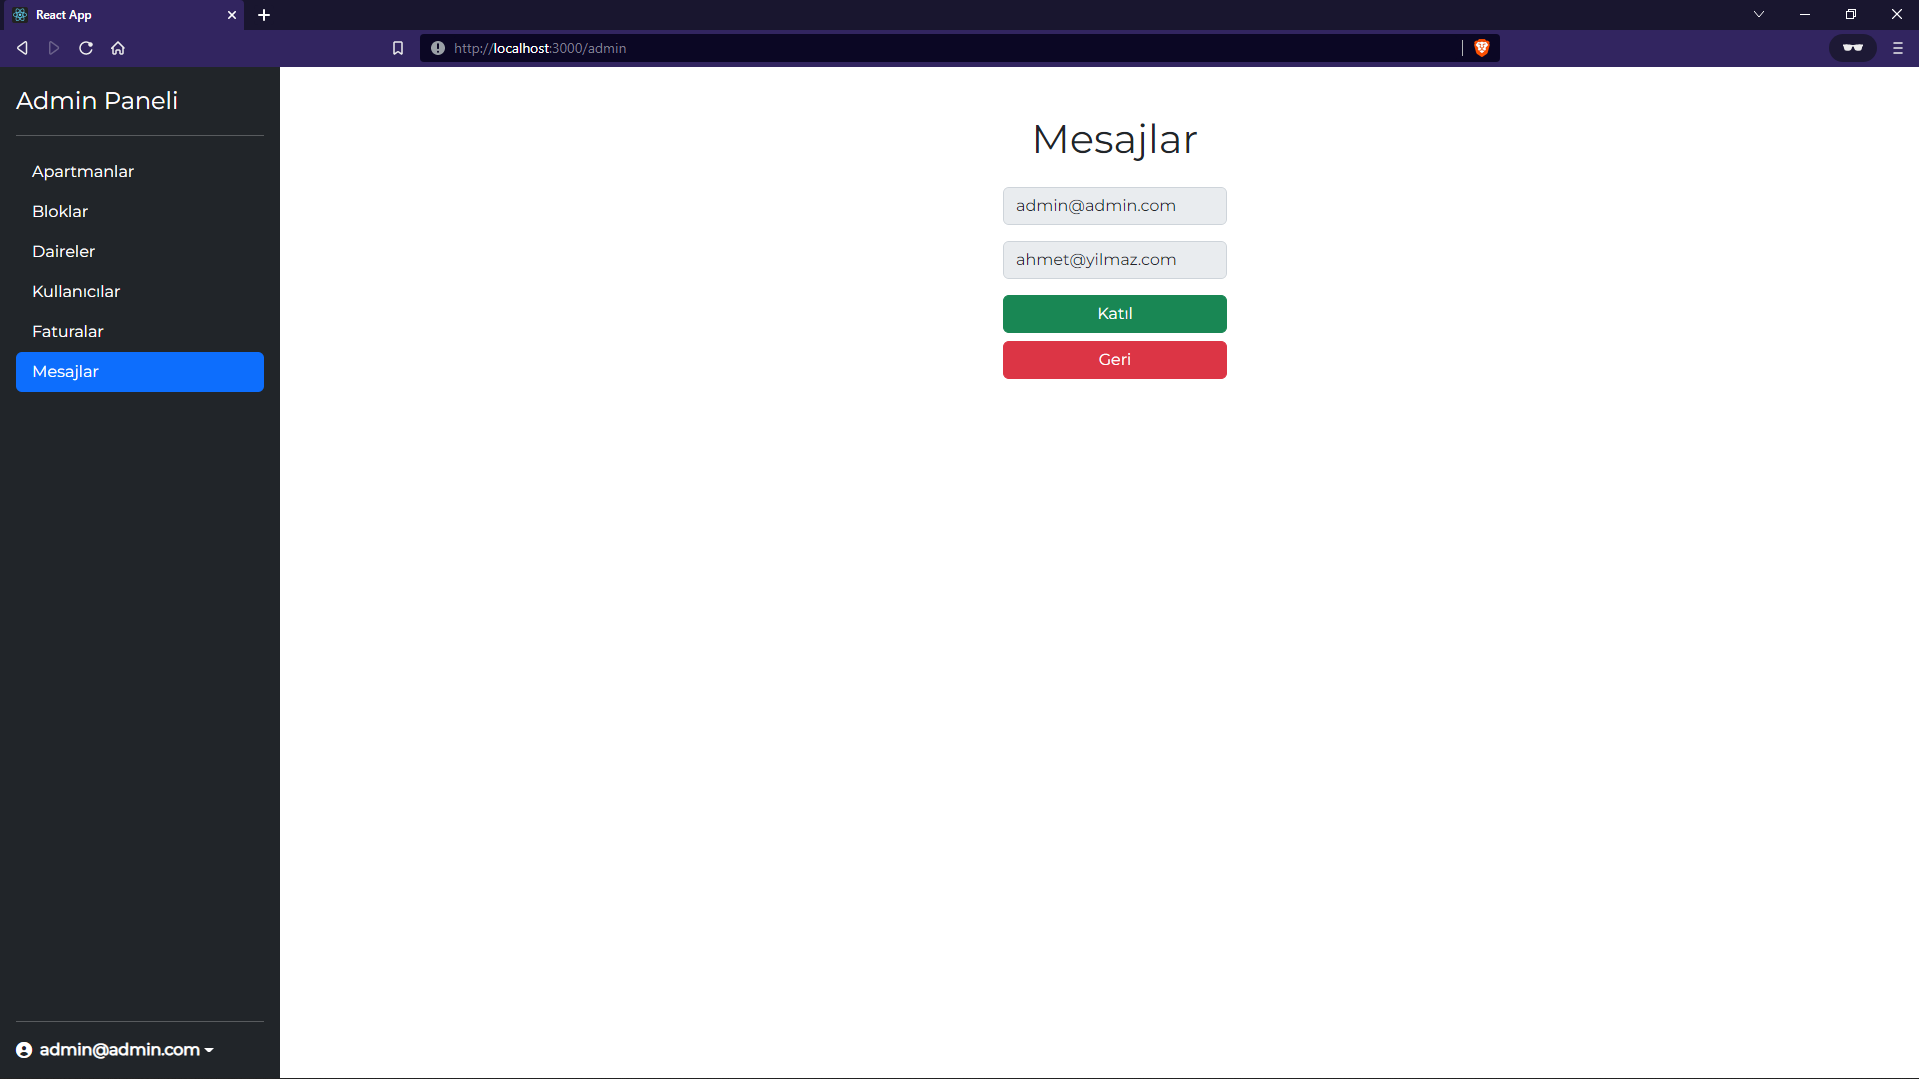 React App
http://localhost:3000/admin
Admin Paneli
Apartmanlar
Bloklar
Daireler
Kullanıcılar
Faturalar
Mesajlar
admin@admin.com
Mesajlar
admin@admin.com
ahmet@yilmaz.com
Katıl
Geri